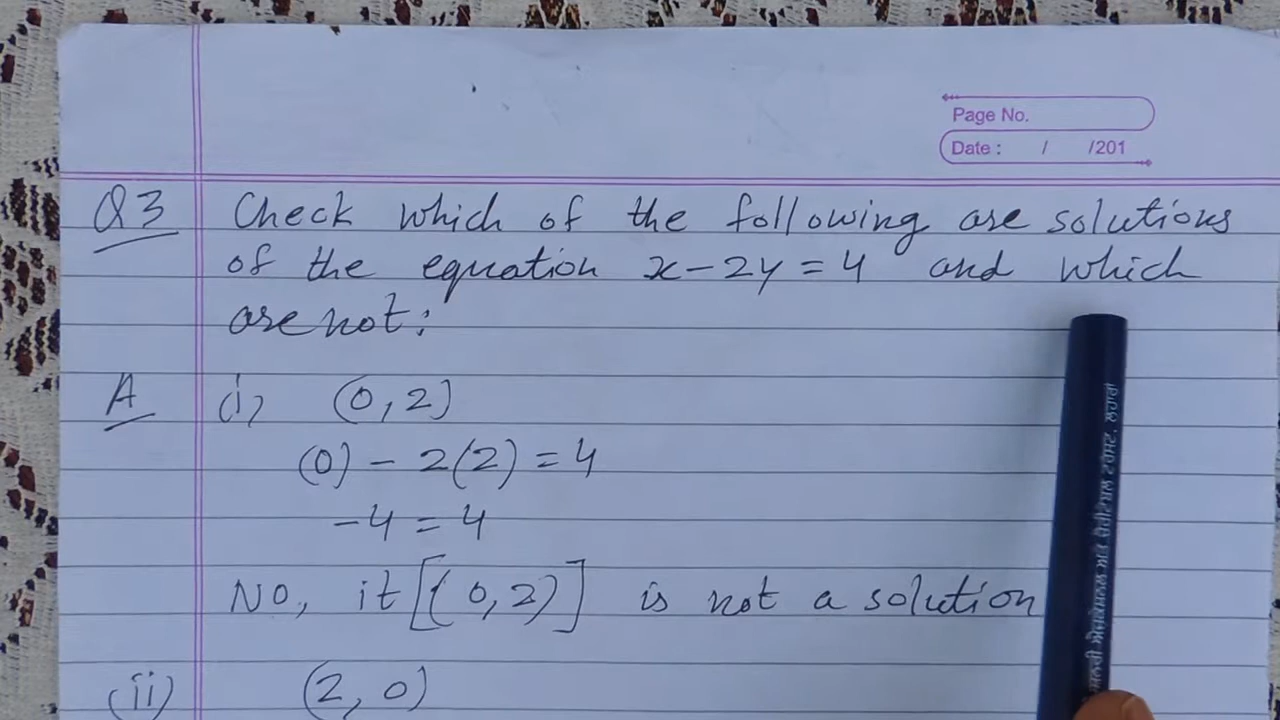 Page No.
Date : / /201
Q3 Check which of the following are solutions
of the equation x-2y=4 and which
are not:
A (i) (0,2)
(0) - 2(2) = 4
-4 = 4
NO, it [(0,2)] is not a solution
(ii) (2,0)